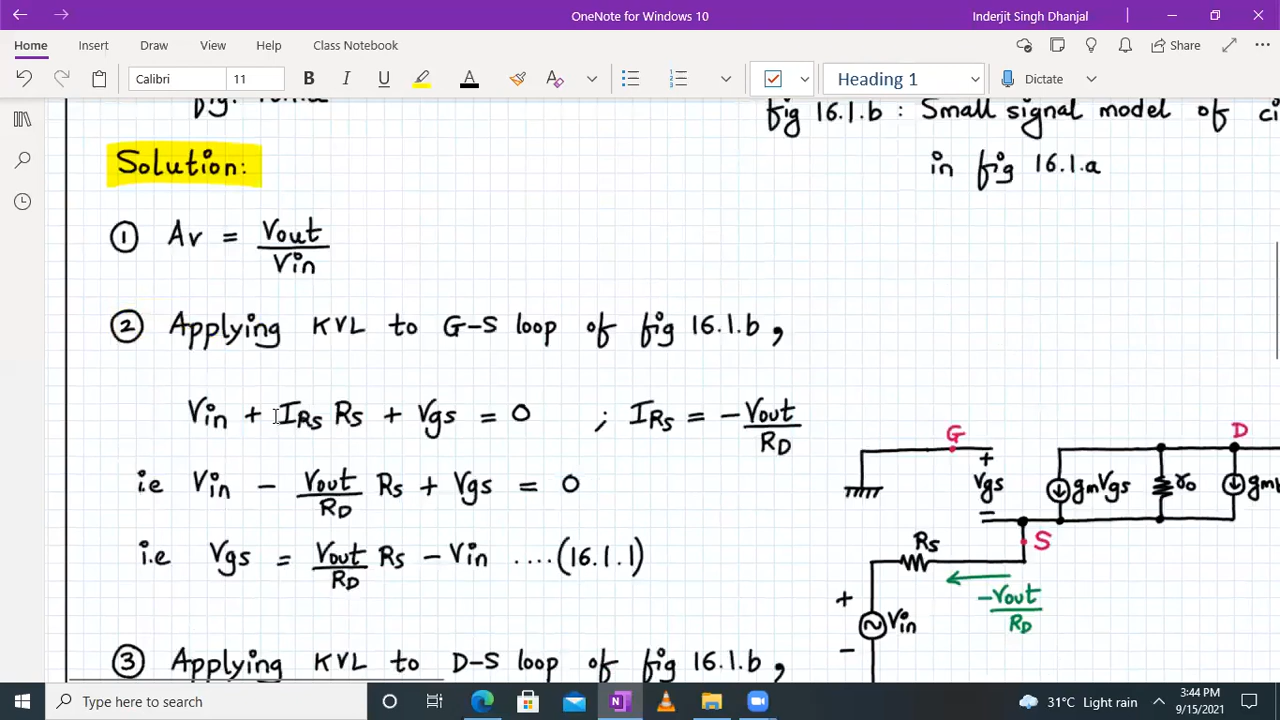 OneNote for Windows 10
Inderjit Singh Dhanjal
Home Insert Draw View Help Class Notebook
Share
Calibri 11 B I U A Heading 1 Dictate
fig 16.1.b : Small signal model of
in fig 16.1.a
Solution:
① Av = Vout / Vin
② Applying KVL to G-S loop of fig 16.1.b,
Vin + IRs Rs + Vgs = 0 ; IRs = -Vout / RD
i.e Vin - Vout / RD Rs + Vgs = 0
i.e Vgs = Vout / RD Rs - Vin ....(16.1.1)
③ Applying KVL to D-S loop of fig 16.1.b,
G
D
+
Vgs
-
gmVgs
ro
S
Rs
-Vout / RD
+
Vin
-
Type here to search
31°C Light rain
3:44 PM
9/15/2021